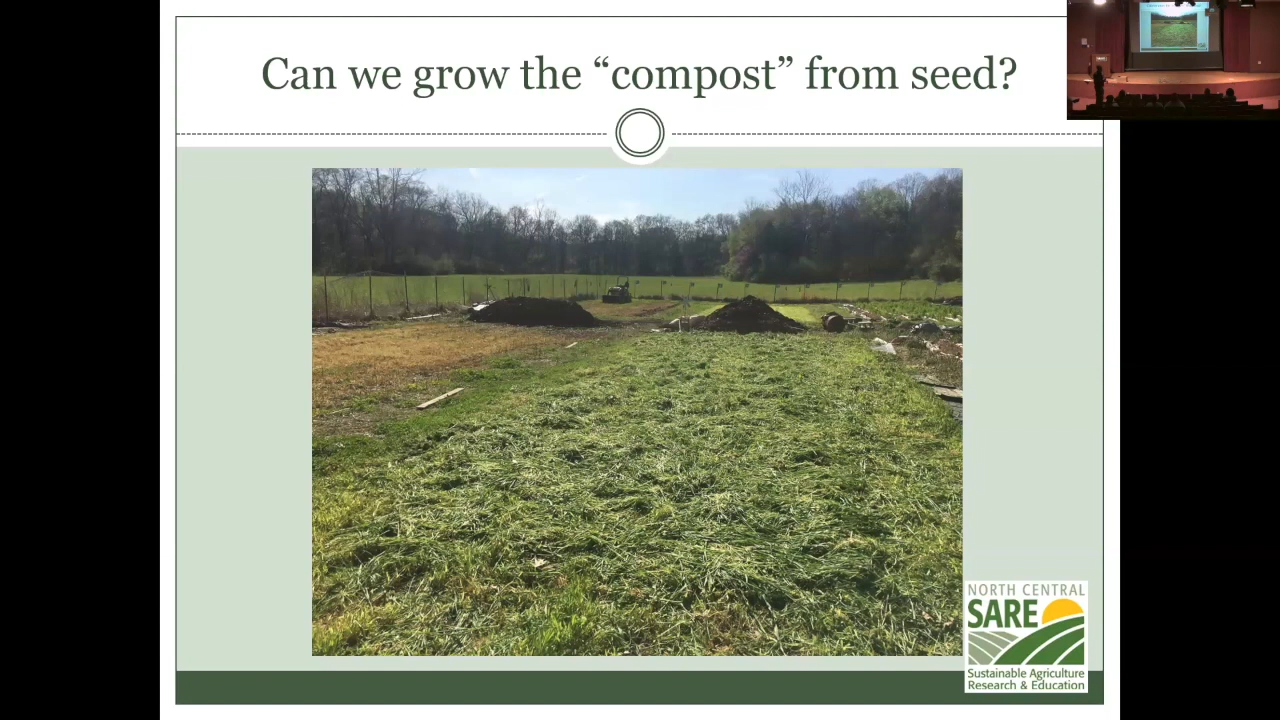 Can we grow the “compost” from seed?
NORTH CENTRAL
SARE
Sustainable Agriculture
Research & Education